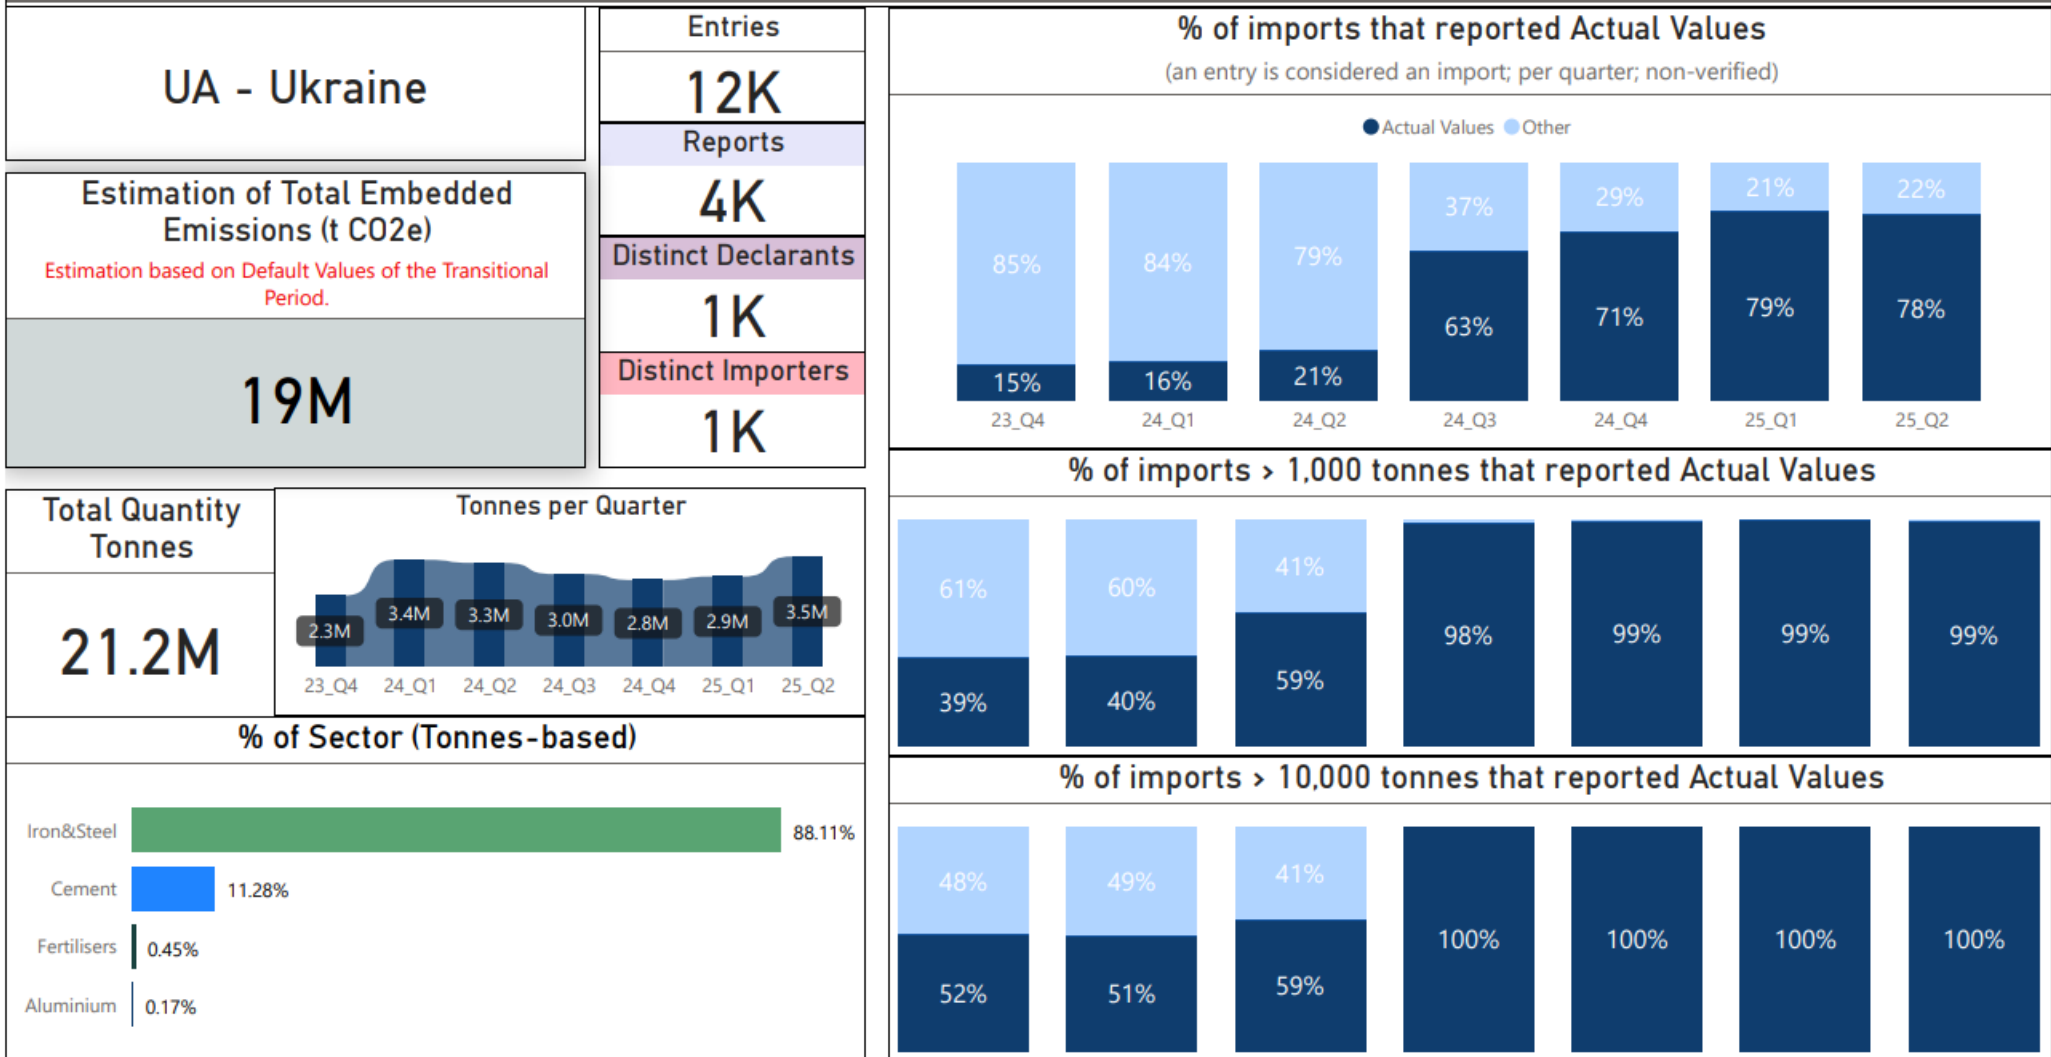 UA - Ukraine
Estimation of Total Embedded
Emissions (t CO2e)
Estimation based on Default Values of the Transitional
Period.
19M
Entries
12K
Reports
4K
Distinct Declarants
1K
Distinct Importers
1K
Total Quantity
Tonnes
21.2M
Tonnes per Quarter
2.3M 3.4M 3.3M 3.0M 2.8M 2.9M 3.5M
23_Q4 24_Q1 24_Q2 24_Q3 24_Q4 25_Q1 25_Q2
% of Sector (Tonnes-based)
Iron&Steel 88.11%
Cement 11.28%
Fertilisers 0.45%
Aluminium 0.17%
% of imports that reported Actual Values
(an entry is considered an import; per quarter; non-verified)
Actual Values Other
85% 84% 79% 37% 29% 21% 22%
15% 16% 21% 63% 71% 79% 78%
23_Q4 24_Q1 24_Q2 24_Q3 24_Q4 25_Q1 25_Q2
% of imports > 1,000 tonnes that reported Actual Values
61% 60% 41%
39% 40% 59% 98% 99% 99% 99%
% of imports > 10,000 tonnes that reported Actual Values
48% 49% 41%
52% 51% 59% 100% 100% 100% 100%